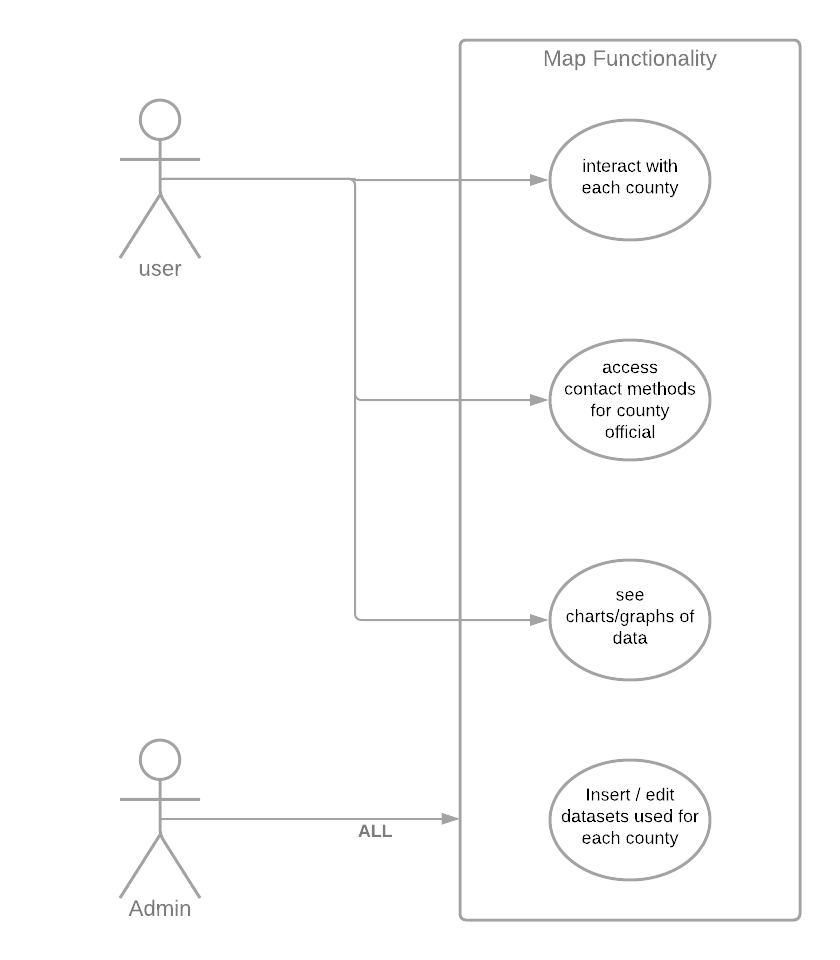 Map Functionality
interact with
each county
user
access
contact methods
for county
official
see
charts/graphs of
data
Insert / edit
datasets used for
each county
ALL
Admin